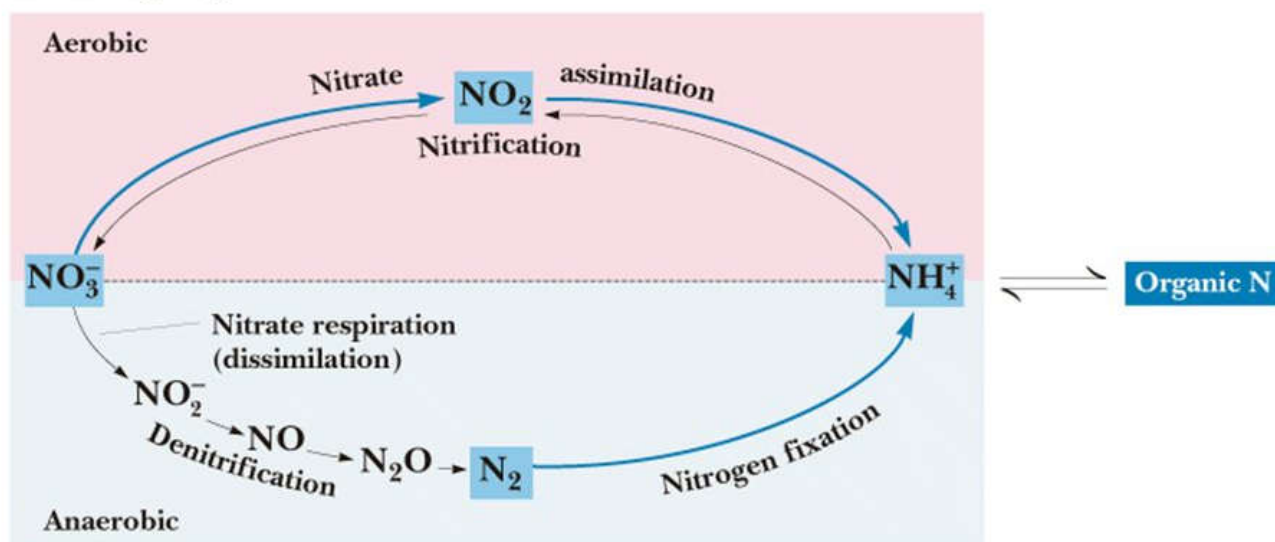 Aerobic
Nitrate
assimilation
NO₂
Nitrification
NO₃⁻
NH₄⁺
Organic N
Nitrate respiration
(dissimilation)
NO₂⁻
NO
N₂O
N₂
Denitrification
Nitrogen fixation
Anaerobic